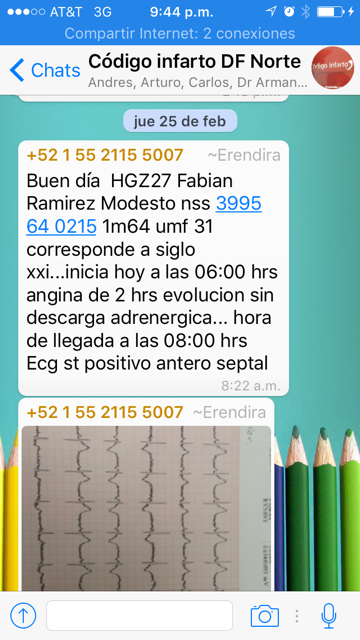 AT&T 3G 9:44 p.m.
Compartir Internet: 2 conexiones
Chats Código infarto DF Norte
Andres, Arturo, Carlos, Dr Arman...
jue 25 de feb
+52 1 55 2115 5007 ~Erendira
Buen día HGZ27 Fabian
Ramirez Modesto nss 3995
64 0215 1m64 umf 31
corresponde a siglo
xxi...inicia hoy a las 06:00 hrs
angina de 2 hrs evolucion sin
descarga adrenergica... hora
de llegada a las 08:00 hrs
Ecg st positivo antero septal
8:22 a.m.
+52 1 55 2115 5007 ~Erendira